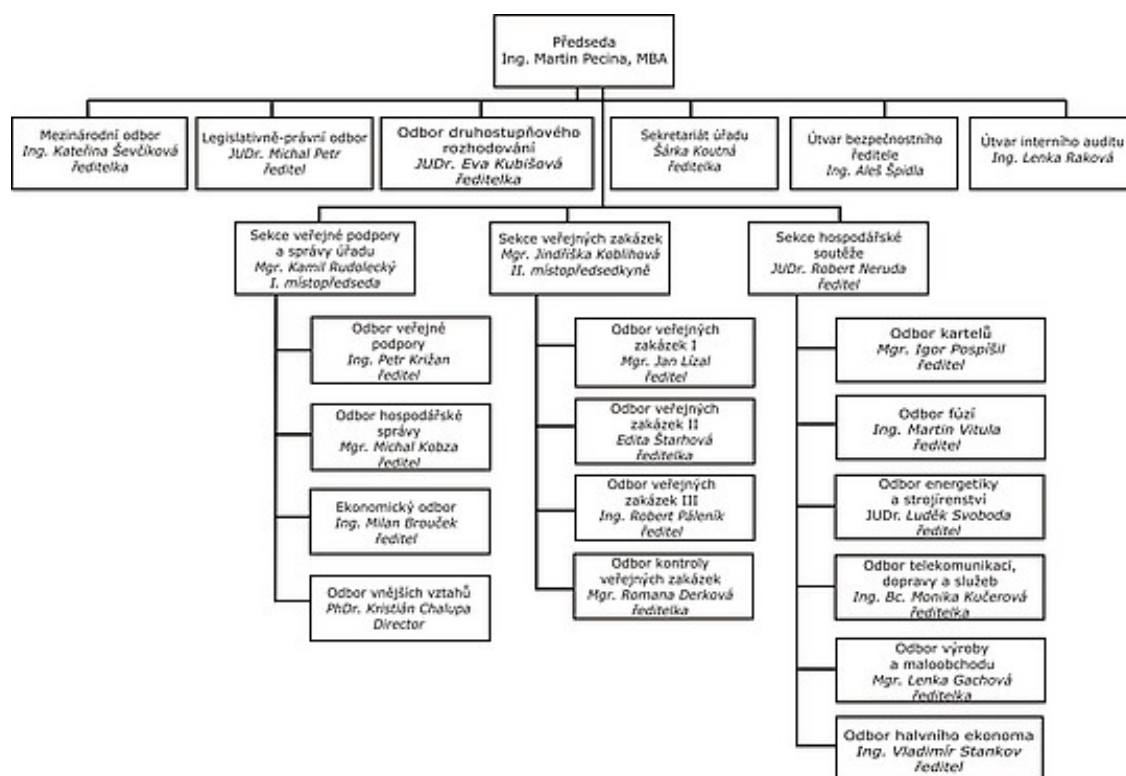 Předseda
Ing. Martin Pecina, MBA
Mezinárodní odbor
Ing. Kateřina Ševčíková
ředitelka
Legislativně-právní odbor
JUDr. Michal Petr
ředitel
Odbor druhostupňového
rozhodování
JUDr. Eva Kubišová
ředitelka
Sekretariát úřadu
Šárka Koutná
ředitelka
Útvar bezpečnostního
ředitele
Ing. Aleš Špidla
Útvar interního auditu
Ing. Lenka Raková
Sekce veřejné podpory
a správy úřadu
Mgr. Kamil Rudolecký
I. místopředseda
Odbor veřejné
podpory
Ing. Petr Križan
ředitel
Odbor hospodářské
správy
Mgr. Michal Kobza
ředitel
Ekonomický odbor
Ing. Milan Brouček
ředitel
Odbor vnějších vztahů
PhDr. Kristián Chalupa
Director
Sekce veřejných zakázek
Mgr. Jindřiška Koblihová
II. místopředsedkyně
Odbor veřejných
zakázek I
Mgr. Jan Lízal
ředitel
Odbor veřejných
zakázek II
Edita Štarhová
ředitelka
Odbor veřejných
zakázek III
Ing. Robert Páleník
ředitel
Odbor kontroly
veřejných zakázek
Mgr. Romana Derková
ředitelka
Sekce hospodářské
soutěže
JUDr. Robert Neruda
ředitel
Odbor kartelů
Mgr. Igor Pospíšil
ředitel
Odbor fúzí
Ing. Martin Vitula
ředitel
Odbor energetiky
a strojírenství
JUDr. Luděk Svoboda
ředitel
Odbor telekomunikací,
dopravy a služeb
Ing. Bc. Monika Kučerová
ředitelka
Odbor výroby
a maloobchodu
Mgr. Lenka Gachová
ředitelka
Odbor halvního ekonoma
Ing. Vladimír Stankov
ředitel